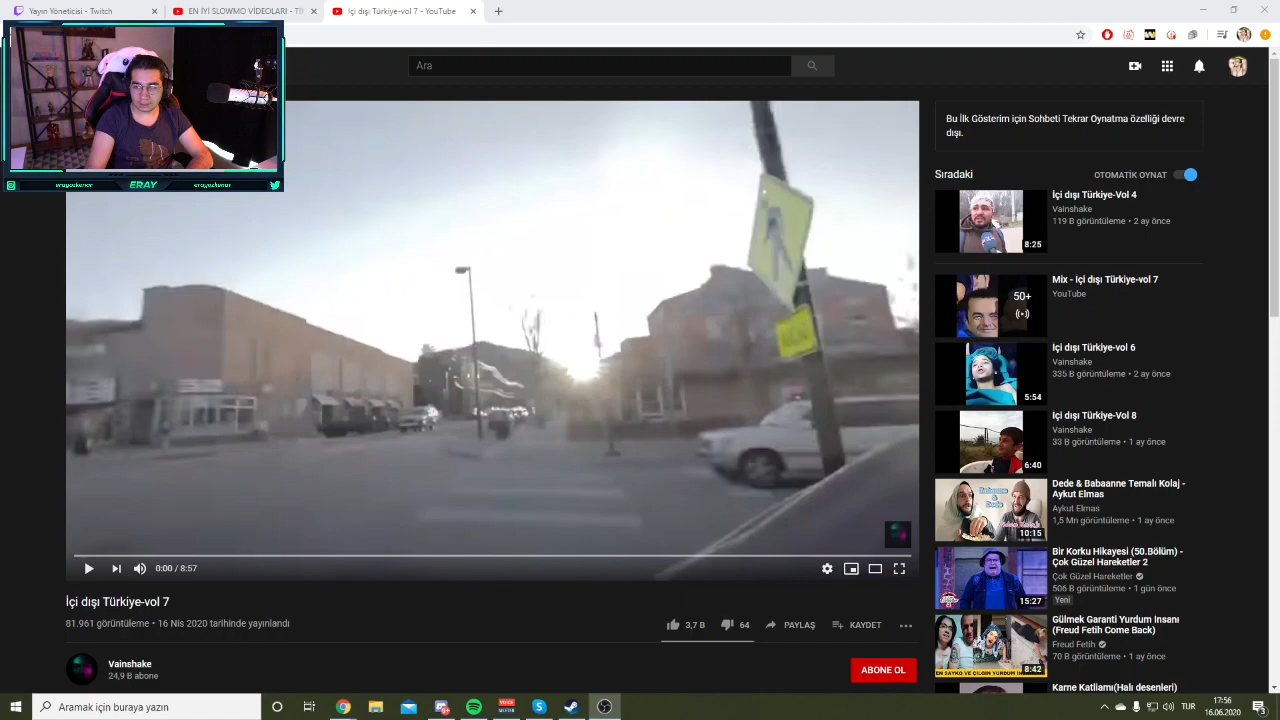 Yayın Yöneticisi - Twitch
EN İYİ SLOWMO VİDEOLARI - Tİ
İçi dışı Türkiye-vol 7 - YouTube
Ara
erayozkenar
ERAY
erayozkenar
Bu İlk Gösterim için Sohbeti Tekrar Oynatma özelliği devre
dışı.
Sıradaki
OTOMATİK OYNAT
İçi dışı Türkiye-Vol 4
Vainshake
119 B görüntüleme • 2 ay önce
8:25
Mix - İçi dışı Türkiye-vol 7
YouTube
50+
İçi dışı Türkiye-vol 6
Vainshake
335 B görüntüleme • 2 ay önce
5:54
İçi dışı Türkiye-Vol 8
Vainshake
33 B görüntüleme • 1 ay önce
6:40
Dede & Babaanne Temalı Kolaj -
Aykut Elmas
Aykut Elmas
1,5 Mn görüntüleme • 1 ay önce
10:15
Bir Korku Hikayesi (50.Bölüm) -
Çok Güzel Hareketler 2
Çok Güzel Hareketler
506 B görüntüleme • 1 gün önce
Yeni
15:27
Gülmek Garanti Yurdum İnsanı
(Freud Fetih Come Back)
Freud Fetih
70 B görüntüleme • 1 ay önce
8:42
Karne Katliamı(Halı desenleri)
0:00 / 8:57
İçi dışı Türkiye-vol 7
81.961 görüntüleme • 16 Nis 2020 tarihinde yayınlandı
3,7 B
64
PAYLAŞ
KAYDET
Vainshake
24,9 B abone
ABONE OL
Aramak için buraya yazın
TUR
17:56
16.06.2020
3